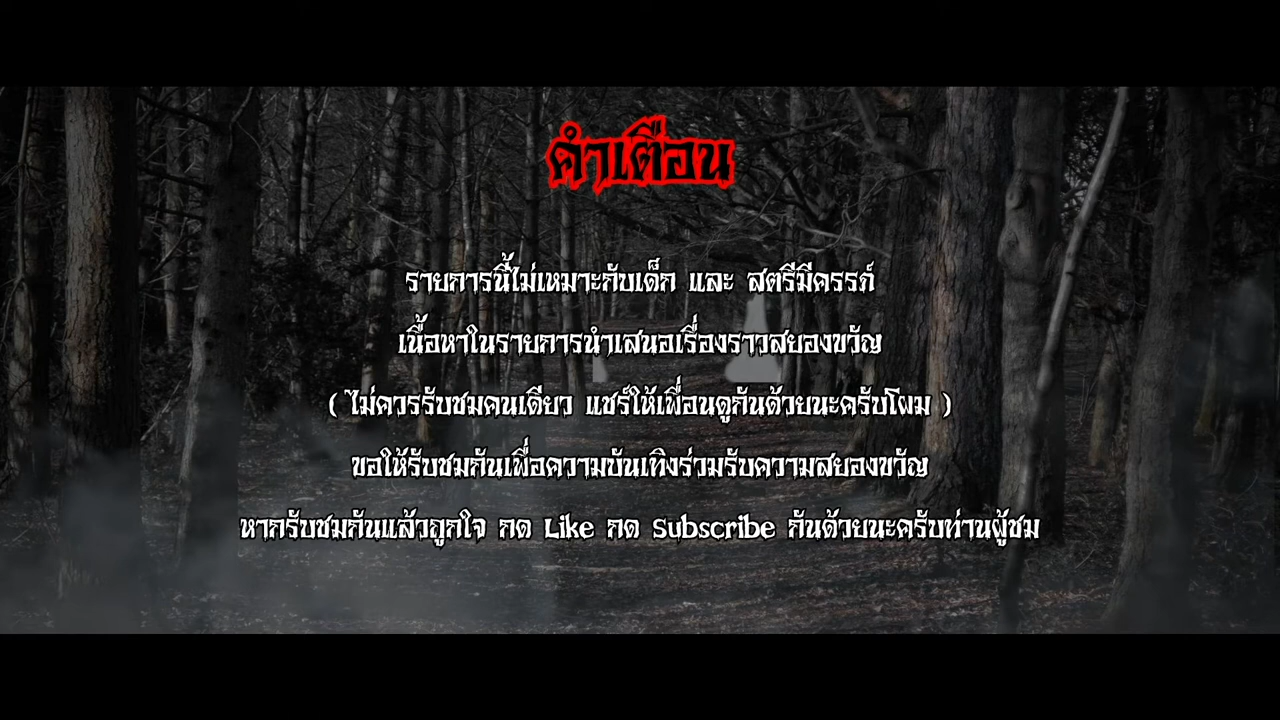 คำเตือน
รายการนี้ไม่เหมาะกับเด็ก และ สตรีมีครรภ์
เนื้อหาในรายการนำเสนอเรื่องราวสยองขวัญ
( ไม่ควรรับชมคนเดียว แชร์ให้เพื่อนดูกันด้วยนะครับโผม )
ขอให้รับชมกันเพื่อความบันเทิงร่วมรับความสยองขวัญ
หากรับชมกันแล้วถูกใจ กด Like กด Subscribe กันด้วยนะครับท่านผู้ชม